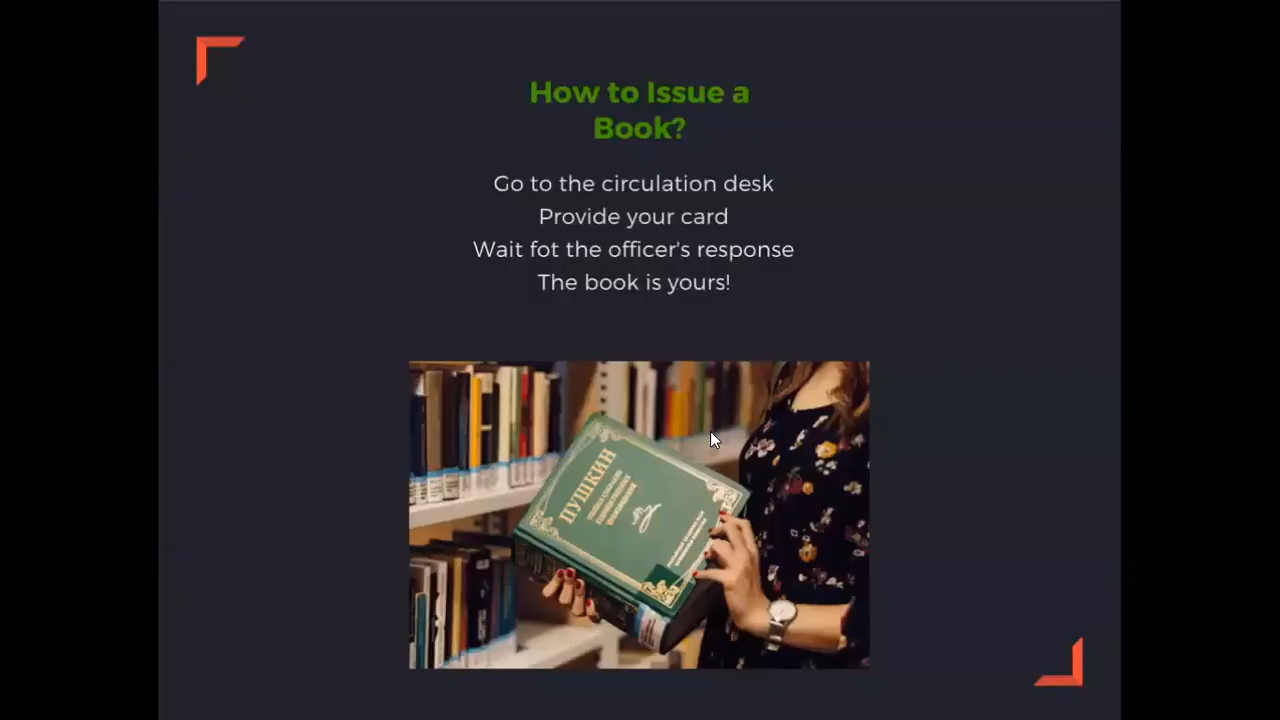 How to Issue a
Book?
Go to the circulation desk
Provide your card
Wait fot the officer's response
The book is yours!
ПУШКИН